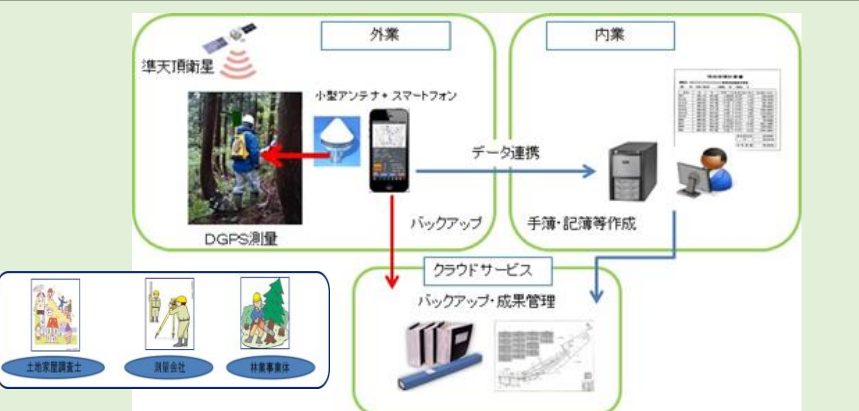 外業
内業
準天頂衛星
小型アンテナ+ スマートフォン
データ連携
DGPS測量
バックアップ
手簿・記簿等作成
クラウドサービス
バックアップ・成果管理
土地家屋調査士
測量会社
林業事業体